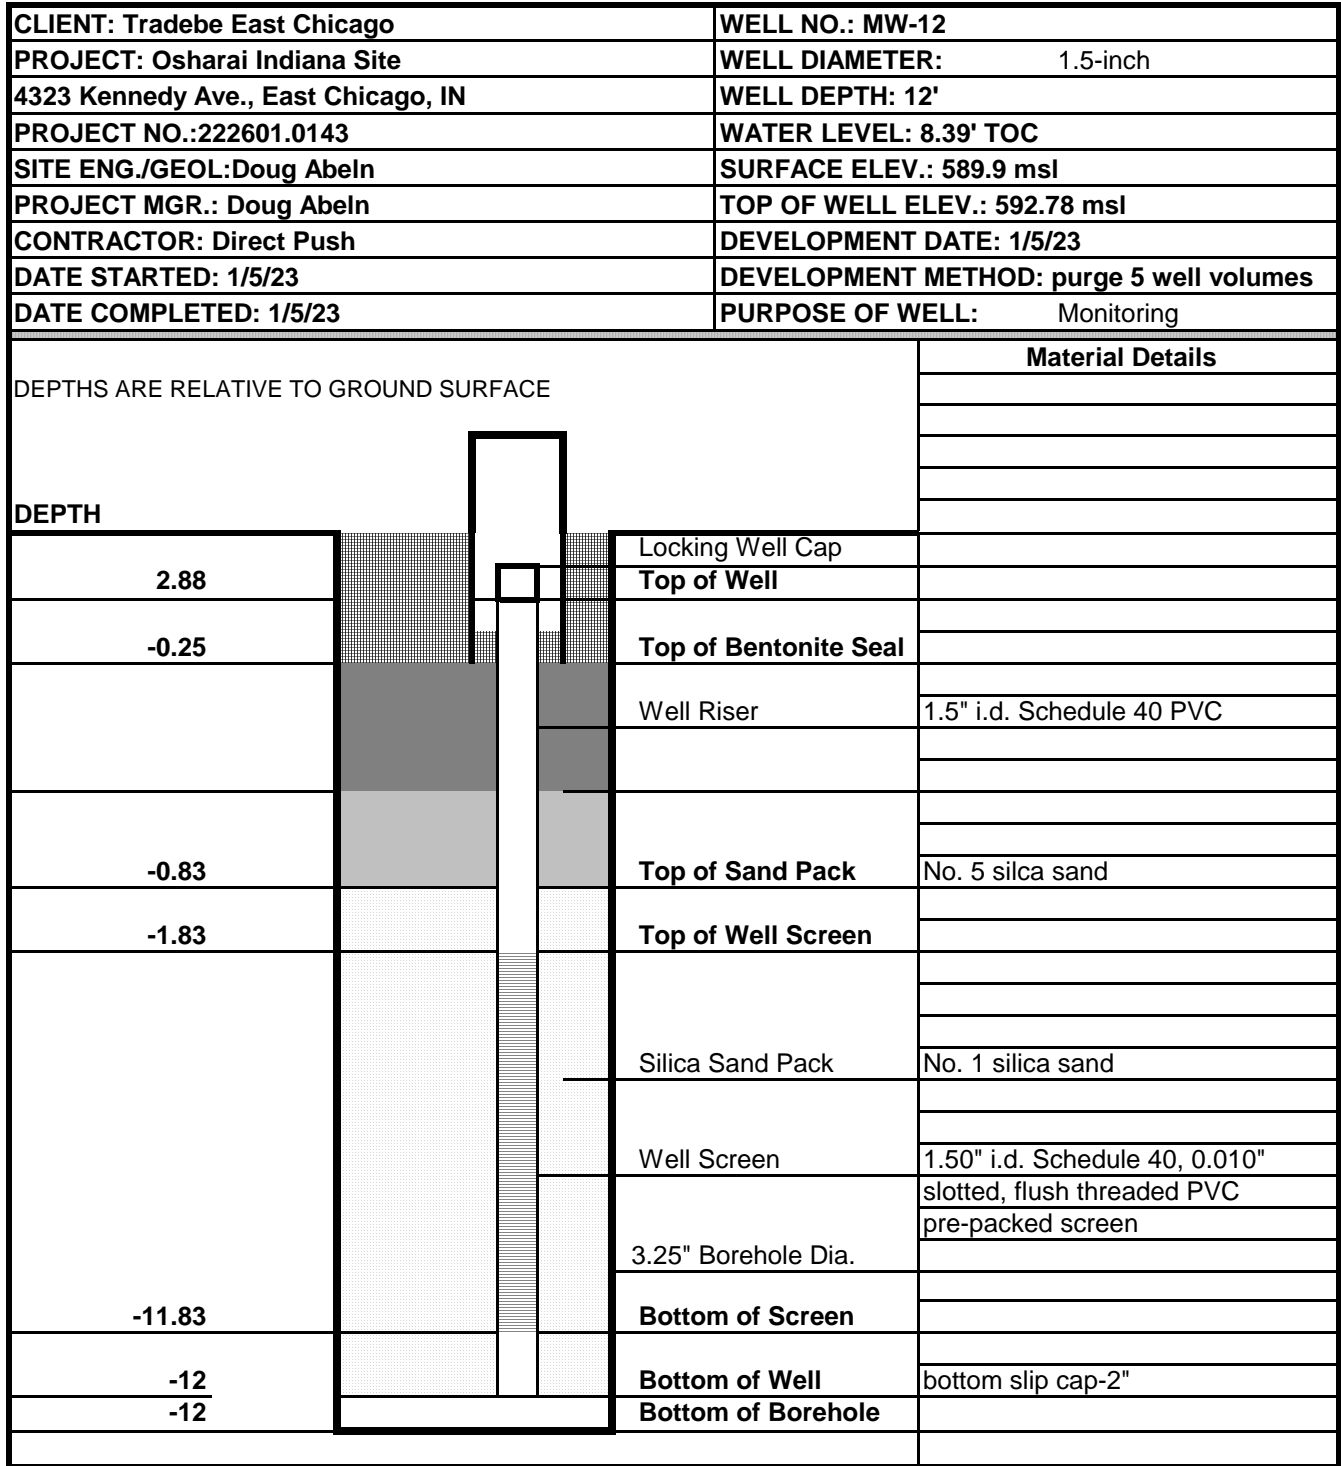 CLIENT: Tradebe East Chicago
WELL NO.: MW-12
PROJECT: Osharai Indiana Site
WELL DIAMETER: 1.5-inch
4323 Kennedy Ave., East Chicago, IN
WELL DEPTH: 12'
PROJECT NO.:222601.0143
WATER LEVEL: 8.39' TOC
SITE ENG./GEOL:Doug Abeln
SURFACE ELEV.: 589.9 msl
PROJECT MGR.: Doug Abeln
TOP OF WELL ELEV.: 592.78 msl
CONTRACTOR: Direct Push
DEVELOPMENT DATE: 1/5/23
DATE STARTED: 1/5/23
DEVELOPMENT METHOD: purge 5 well volumes
DATE COMPLETED: 1/5/23
PURPOSE OF WELL: Monitoring
Material Details
DEPTHS ARE RELATIVE TO GROUND SURFACE
DEPTH
Locking Well Cap
2.88 Top of Well
-0.25 Top of Bentonite Seal
Well Riser 1.5" i.d. Schedule 40 PVC
-0.83 Top of Sand Pack No. 5 silca sand
-1.83 Top of Well Screen
Silica Sand Pack No. 1 silica sand
Well Screen 1.50" i.d. Schedule 40, 0.010"
slotted, flush threaded PVC
pre-packed screen
3.25" Borehole Dia.
-11.83 Bottom of Screen
-12 Bottom of Well bottom slip cap-2"
-12 Bottom of Borehole